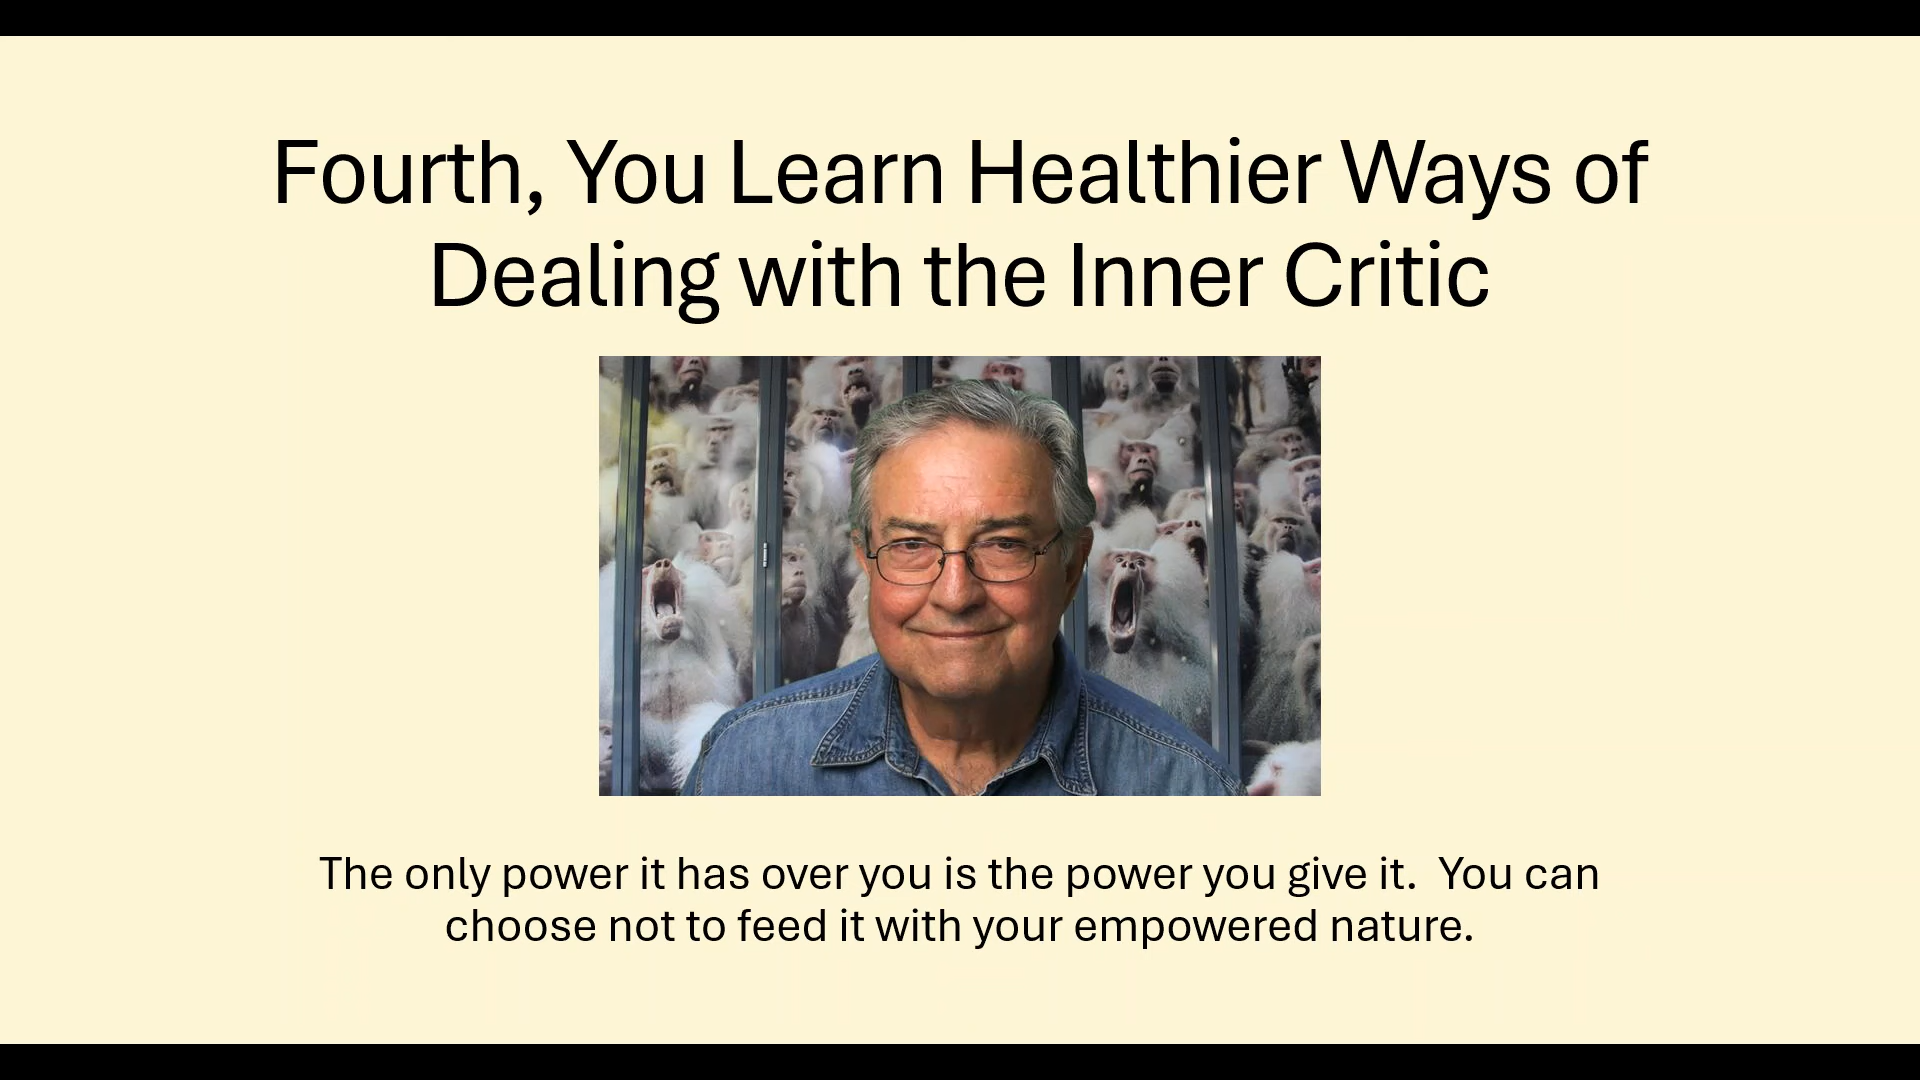 Fourth, You Learn Healthier Ways of
Dealing with the Inner Critic
The only power it has over you is the power you give it.  You can
choose not to feed it with your empowered nature.